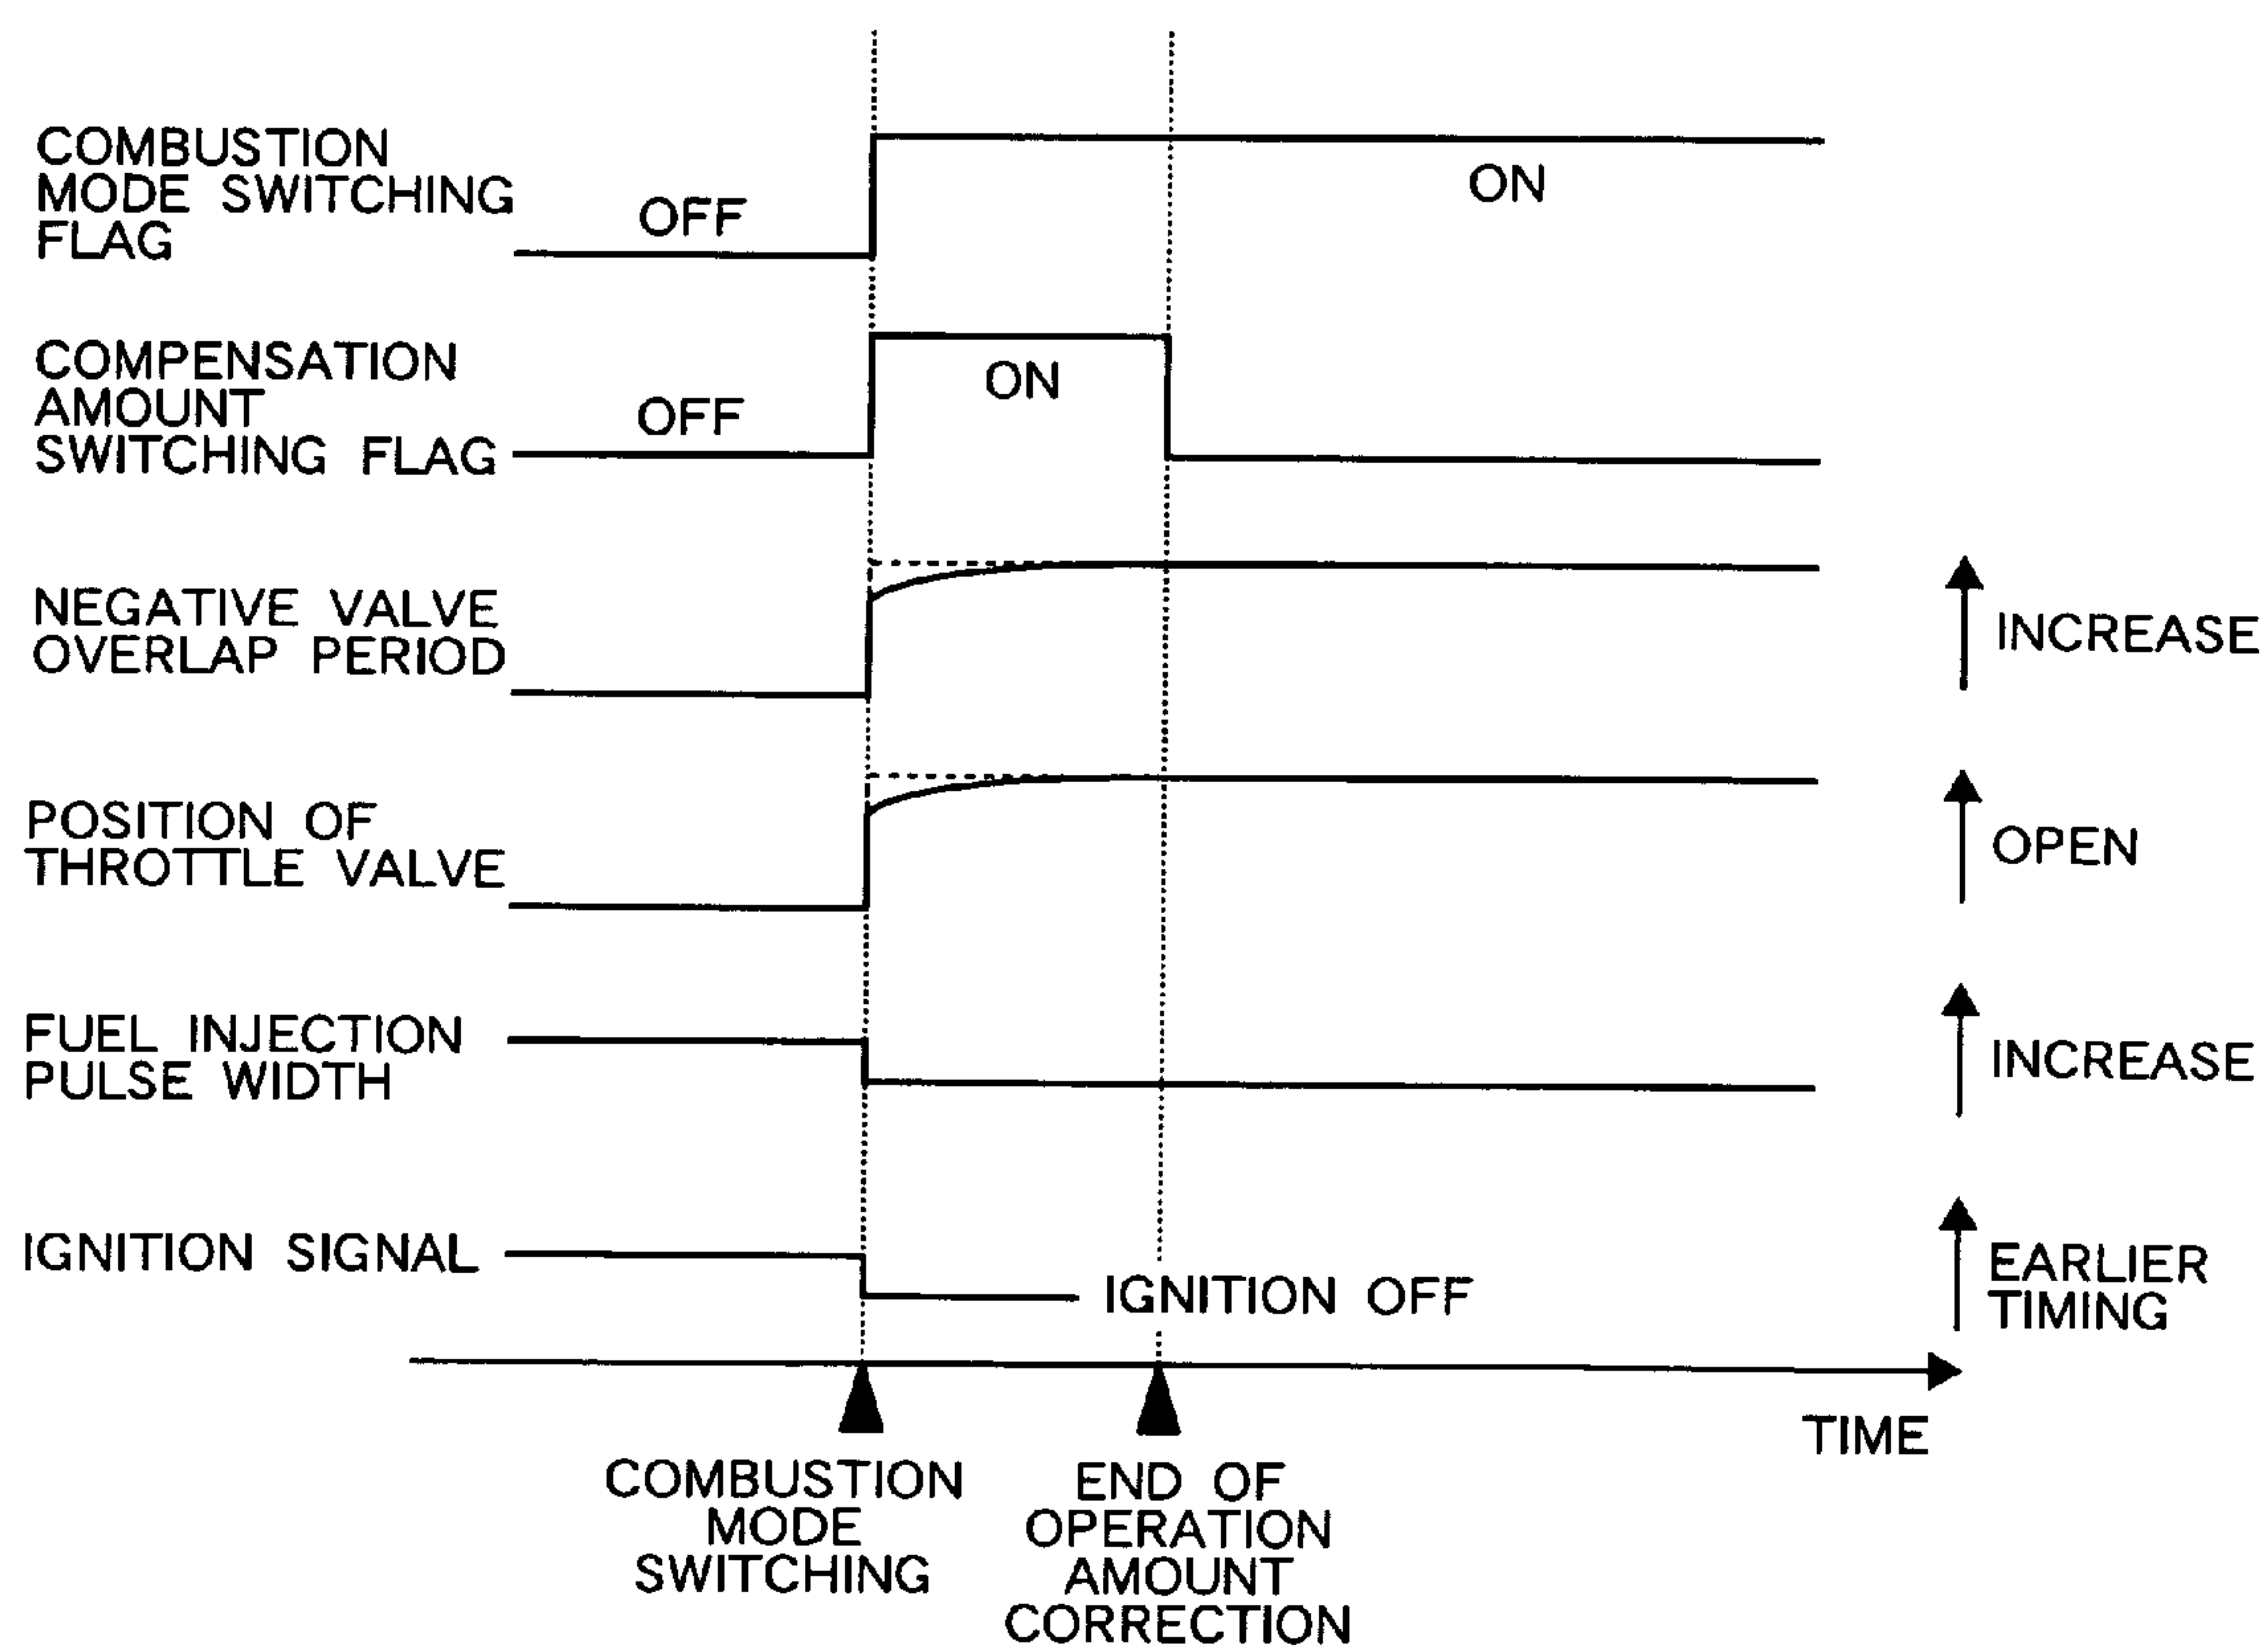 COMBUSTION
MODE SWITCHING
FLAG
OFF
ON
COMPENSATION
AMOUNT
SWITCHING FLAG
OFF
ON
NEGATIVE VALVE
OVERLAP PERIOD
INCREASE
POSITION OF
THROTTLE VALVE
OPEN
FUEL INJECTION
PULSE WIDTH
INCREASE
IGNITION SIGNAL
IGNITION OFF
EARLIER
TIMING
TIME
COMBUSTION
MODE
SWITCHING
END OF
OPERATION
AMOUNT
CORRECTION